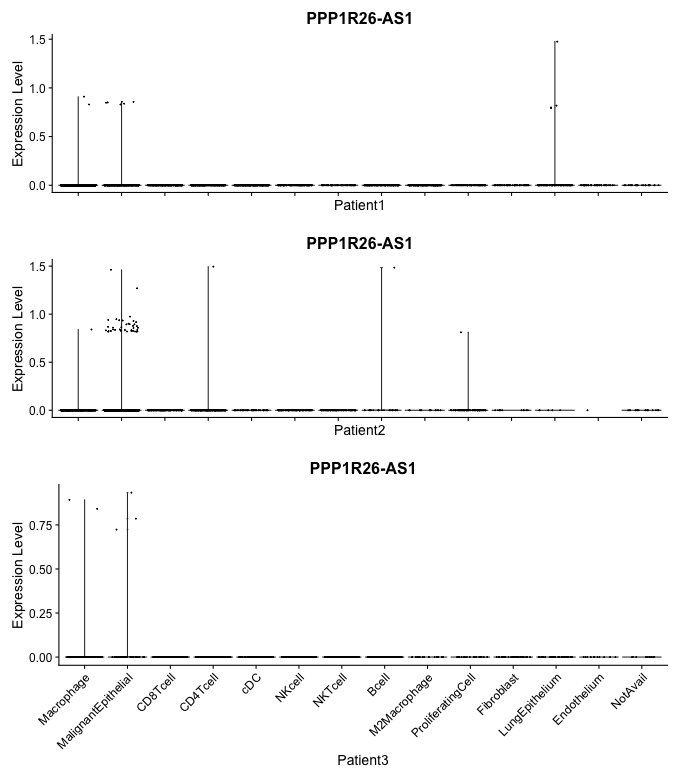 PPP1R26-AS1
Expression Level
1.5
1.0
0.5
0.0
Patient1
PPP1R26-AS1
Expression Level
1.5
1.0
0.5
0.0
Patient2
PPP1R26-AS1
Expression Level
0.75
0.50
0.25
0.00
Macrophage
MalignantEpithelial
CD8Tcell
CD4Tcell
cDC
NKcell
NKTcell
Bcell
M2Macrophage
ProliferatingCell
Fibroblast
LungEpithelium
Endothelium
NotAvail
Patient3